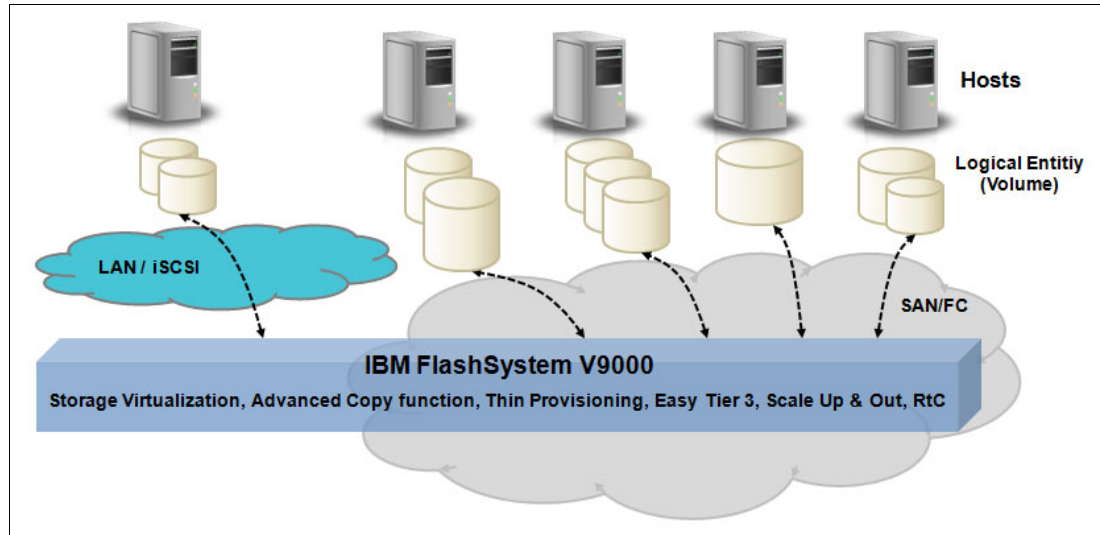 Hosts
Logical Entitiy
(Volume)
LAN / iSCSI
SAN/FC
IBM FlashSystem V9000
Storage Virtualization, Advanced Copy function, Thin Provisioning, Easy Tier 3, Scale Up & Out, RtC